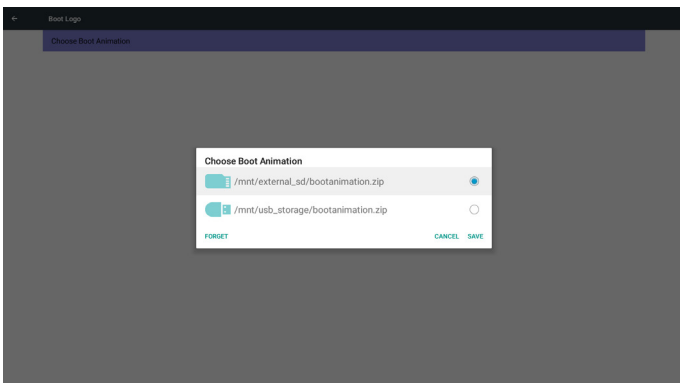 Boot Logo
Choose Boot Animation
Choose Boot Animation
/mnt/external_sd/bootanimation.zip
/mnt/usb_storage/bootanimation.zip
FORGET CANCEL SAVE